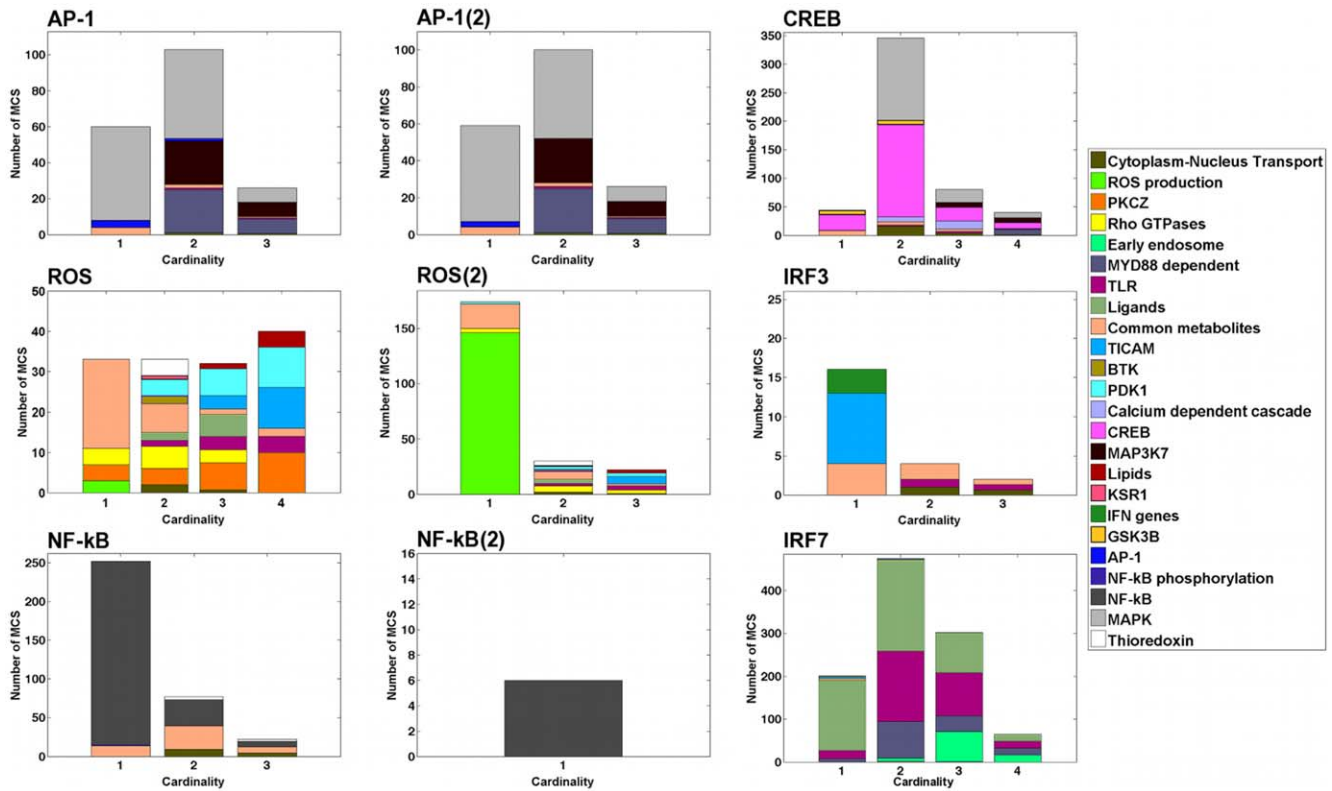 AP-1
Number of MCS
100
80
60
40
20
0
1 2 3
Cardinality
AP-1(2)
Number of MCS
100
80
60
40
20
0
1 2 3
Cardinality
CREB
Number of MCS
350
300
250
200
150
100
50
0
1 2 3 4
Cardinality
ROS
Number of MCS
50
40
30
20
10
0
1 2 3 4
Cardinality
ROS(2)
Number of MCS
150
100
50
0
1 2 3
Cardinality
IRF3
Number of MCS
25
20
15
10
5
0
1 2 3
Cardinality
NF-kB
Number of MCS
250
200
150
100
50
0
1 2 3
Cardinality
NF-kB(2)
Number of MCS
16
14
12
10
8
6
4
2
0
1
Cardinality
IRF7
Number of MCS
400
300
200
100
0
1 2 3 4
Cardinality
Cytoplasm-Nucleus Transport
ROS production
PKCZ
Rho GTPases
Early endosome
MYD88 dependent
TLR
Ligands
Common metabolites
TICAM
BTK
PDK1
Calcium dependent cascade
CREB
MAP3K7
Lipids
KSR1
IFN genes
GSK3B
AP-1
NF-kB phosphorylation
NF-kB
MAPK
Thioredoxin